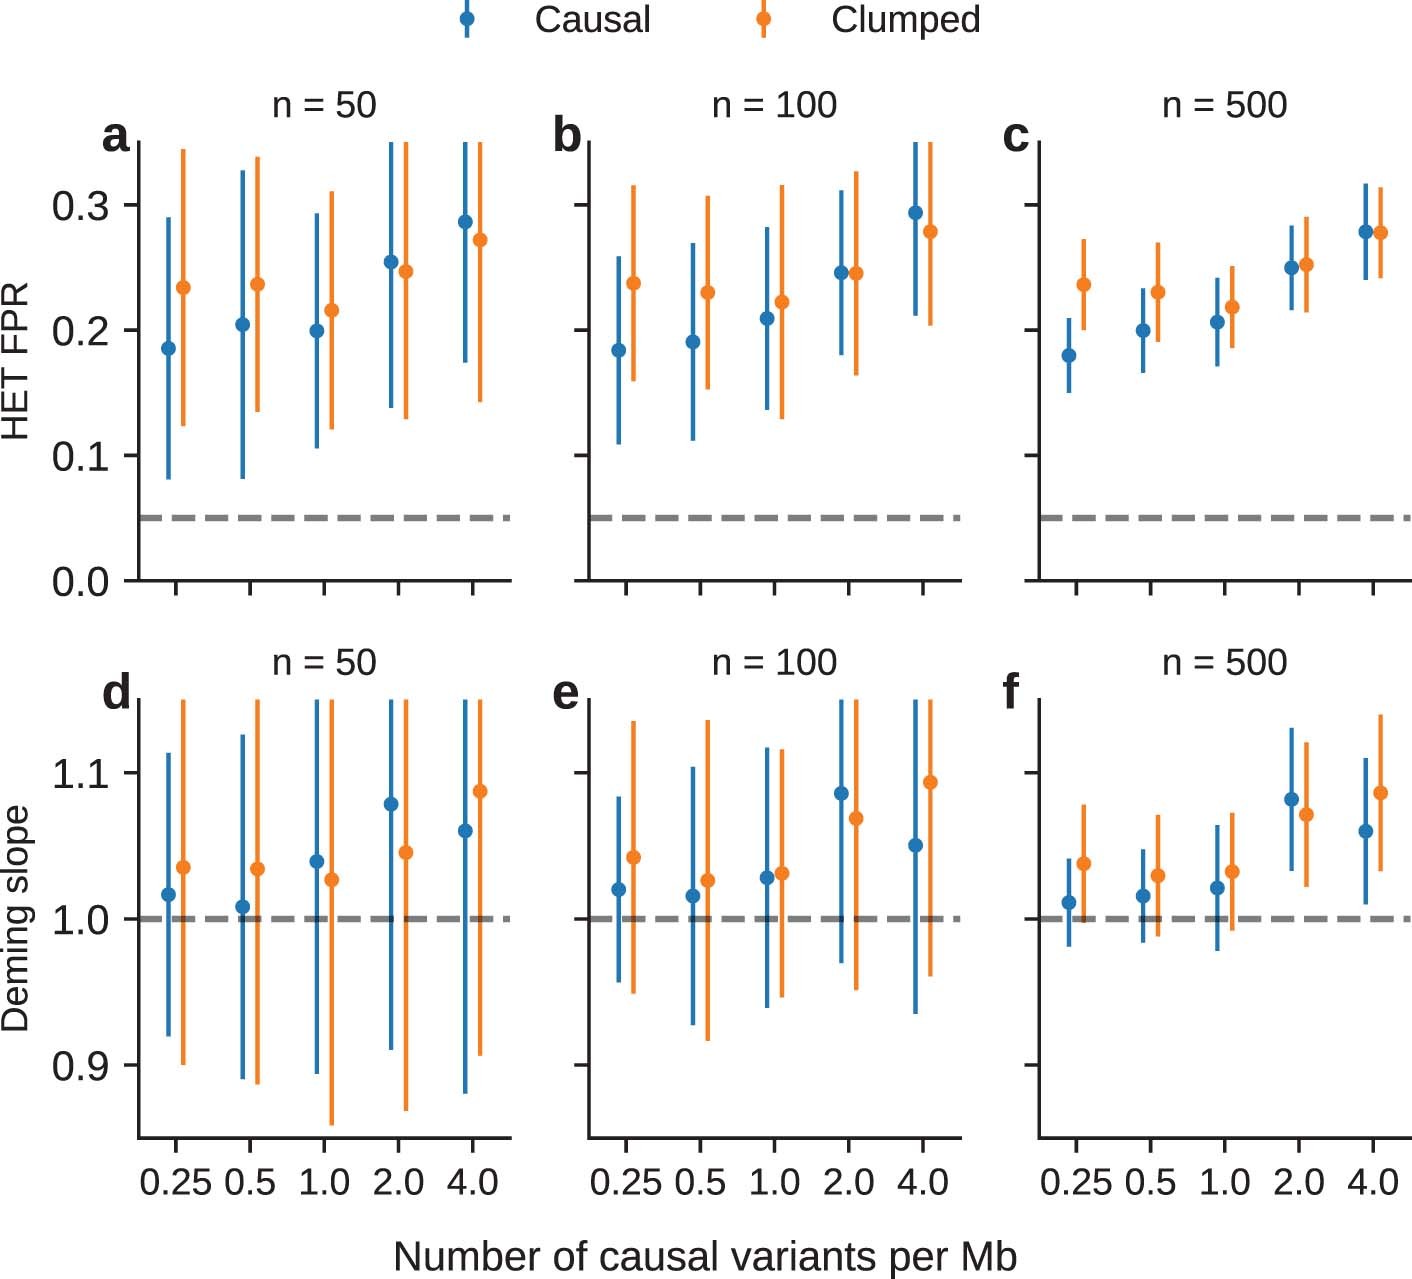 Causal Clumped
n = 50 n = 100 n = 500
a b c
HET FPR
0.3
0.2
0.1
0.0
n = 50 n = 100 n = 500
d e f
Deming slope
1.1
1.0
0.9
0.25 0.5 1.0 2.0 4.0 0.25 0.5 1.0 2.0 4.0 0.25 0.5 1.0 2.0 4.0
Number of causal variants per Mb